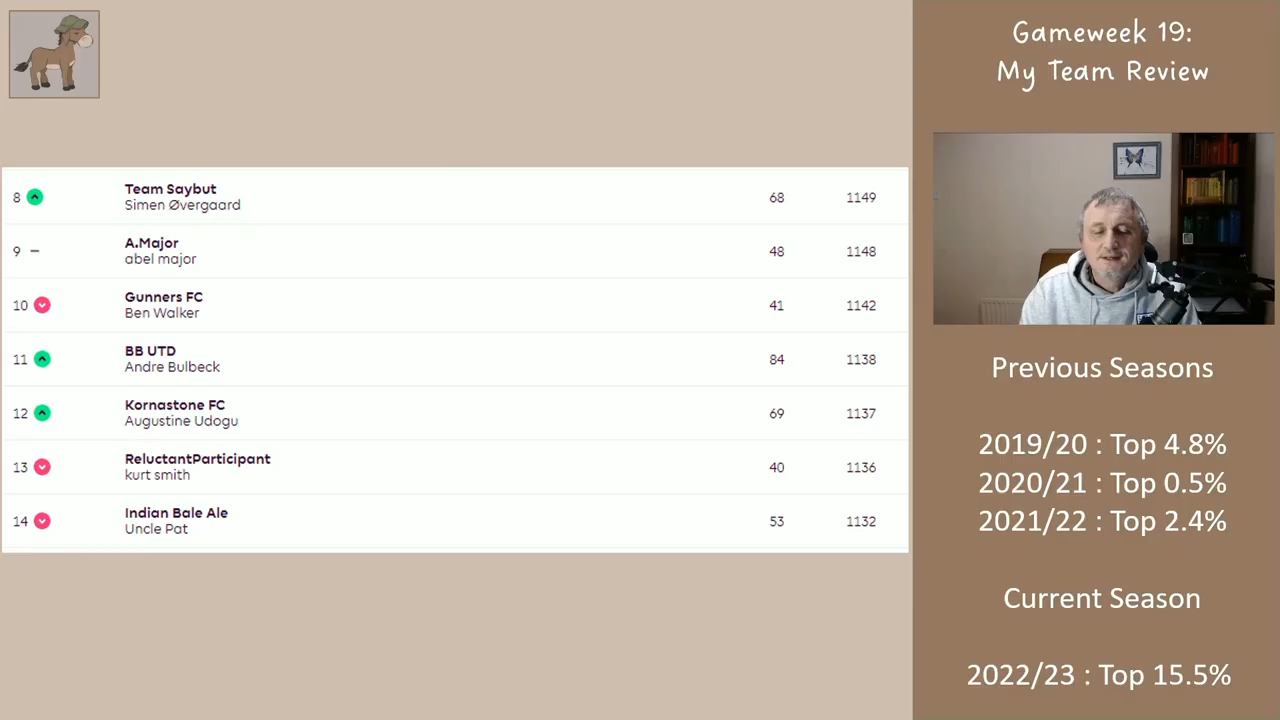 Gameweek 19:
My Team Review
8 Team Saybut 68 1149
Simen Øvergaard
9 A.Major 48 1148
abel major
10 Gunners FC 41 1142
Ben Walker
11 BB UTD 84 1138
Andre Bulbeck
12 Kornastone FC 69 1137
Augustine Udogu
13 ReluctantParticipant 40 1136
kurt smith
14 Indian Bale Ale 53 1132
Uncle Pat
Previous Seasons
2019/20 : Top 4.8%
2020/21 : Top 0.5%
2021/22 : Top 2.4%
Current Season
2022/23 : Top 15.5%